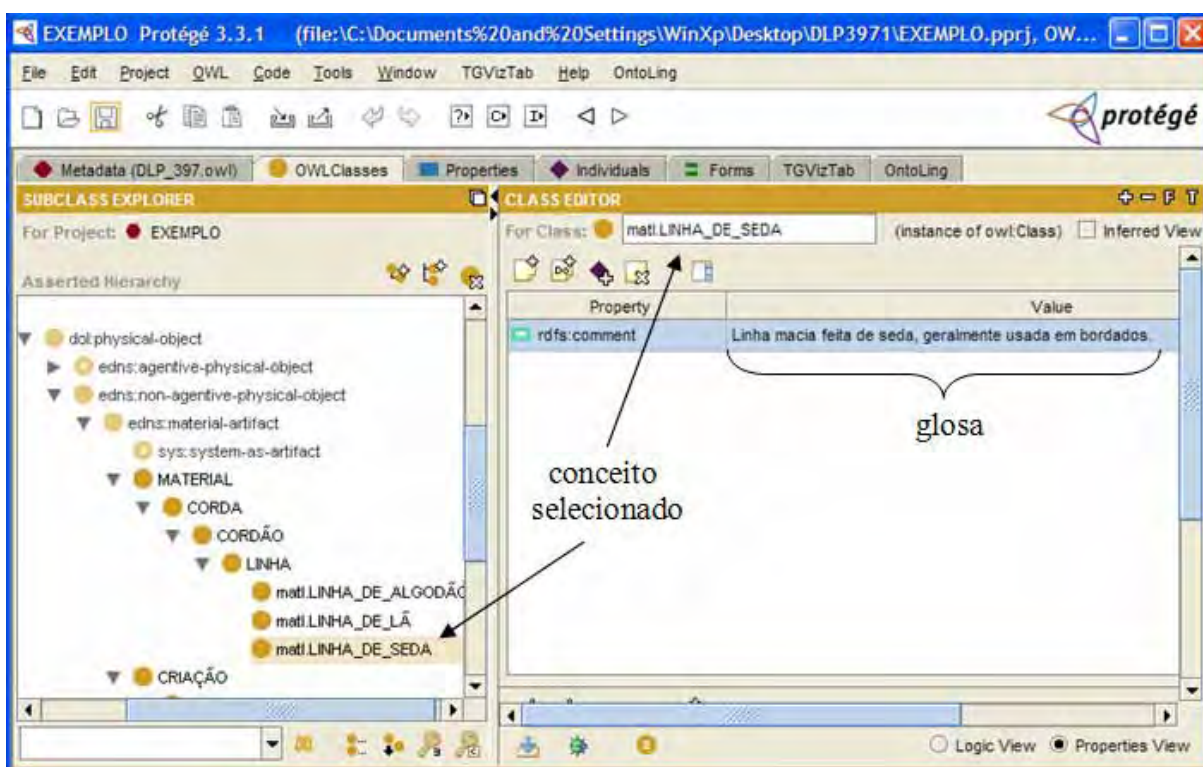 EXEMPLO Protégé 3.3.1 (file:\C:\Documents%20and%20Settings\WinXp\Desktop\DLP3971\EXEMPLO.pprj, OW...
File Edit Project OWL Code Tools Window TGVizTab Help OntoLing
protégé
Metadata (DLP_397.owl) OWLClasses Properties Individuals Forms TGVizTab OntoLing
SUBCLASS EXPLORER
For Project: EXEMPLO
Asserted Hierarchy
dol:physical-object
edns:agentive-physical-object
edns:non-agentive-physical-object
edns:material-artifact
sys:system-as-artifact
MATERIAL
CORDA
CORDÃO
LINHA
matl.LINHA_DE_ALGODÃO
matl.LINHA_DE_LÃ
matl.LINHA_DE_SEDA
CRIAÇÃO
CLASS EDITOR
F T
For Class: matl.LINHA_DE_SEDA (instance of owl:Class) Inferred View
Property Value
rdfs:comment Linha macia feita de seda, geralmente usada em bordados.
glosa
conceito
selecionado
Logic View Properties View